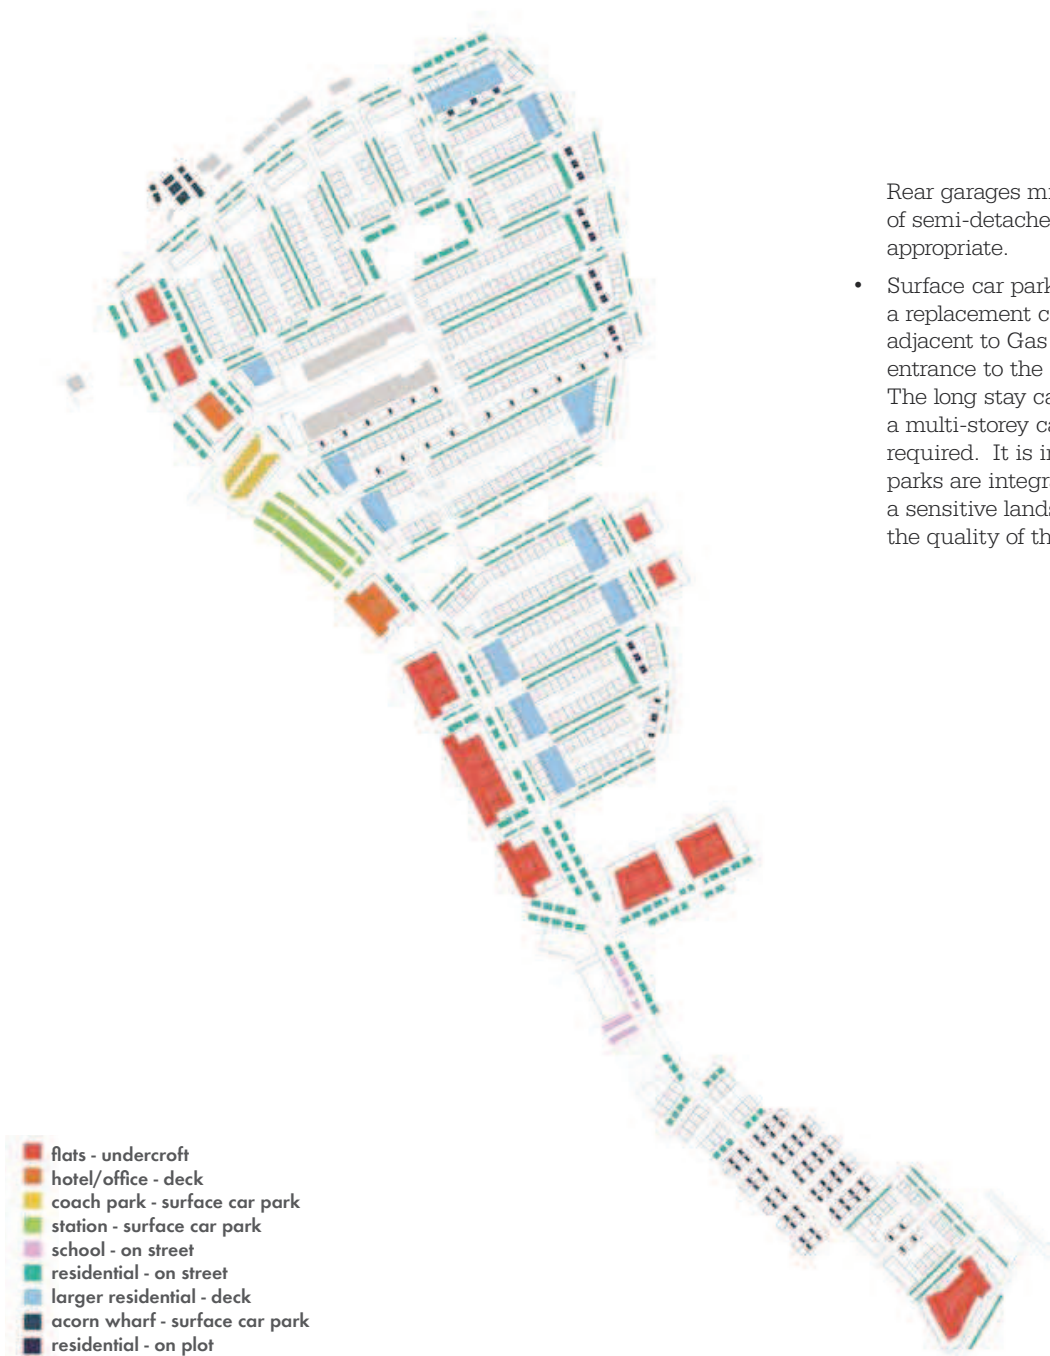 Rear garages
of semi-detache
appropriate.
• Surface car park
a replacement c
adjacent to Gas
entrance to the
The long stay ca
a multi-storey ca
required. It is i
parks are integr
a sensitive lands
the quality of th
flats - undercroft
hotel/office - deck
coach park - surface car park
station - surface car park
school - on street
residential - on street
larger residential - deck
acorn wharf - surface car park
residential - on plot